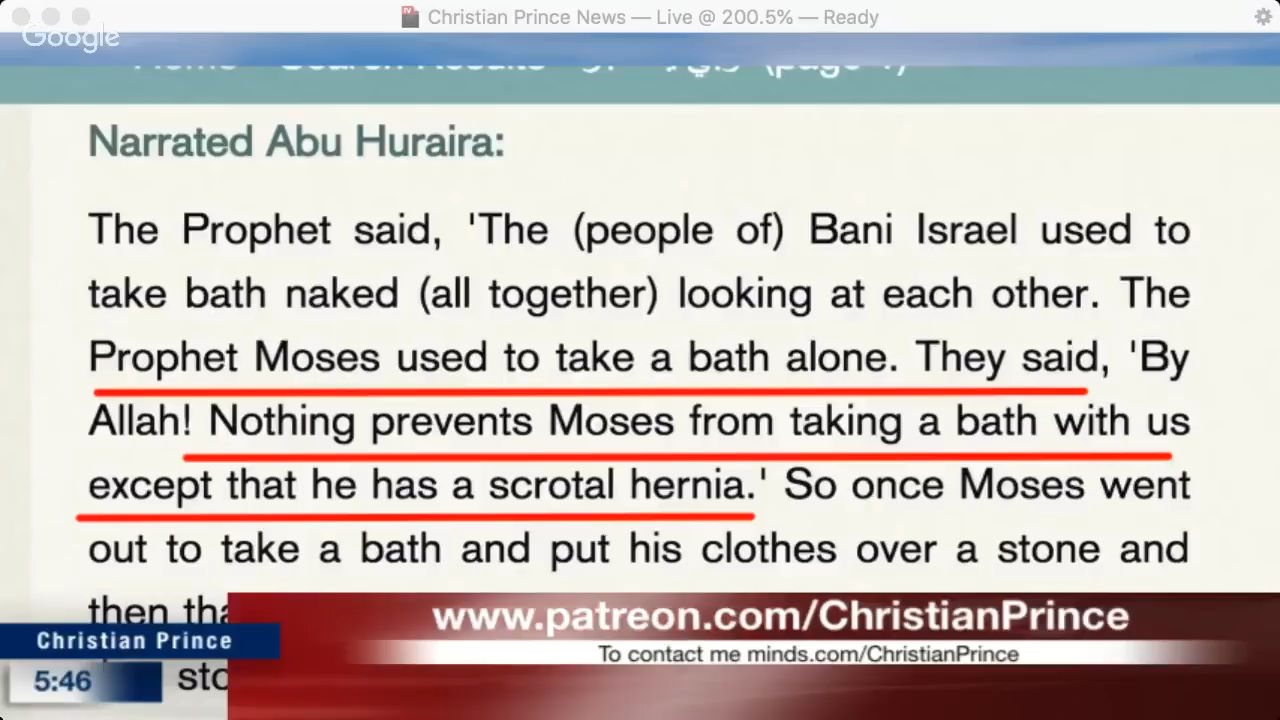 Christian Prince News — Live @ 200.5% — Ready
Google
(page 1)
Narrated Abu Huraira:
The Prophet said, 'The (people of) Bani Israel used to
take bath naked (all together) looking at each other. The
Prophet Moses used to take a bath alone. They said, 'By
Allah! Nothing prevents Moses from taking a bath with us
except that he has a scrotal hernia.' So once Moses went
out to take a bath and put his clothes over a stone and
then
www.patreon.com/ChristianPrince
Christian Prince
To contact me minds.com/ChristianPrince
5:46